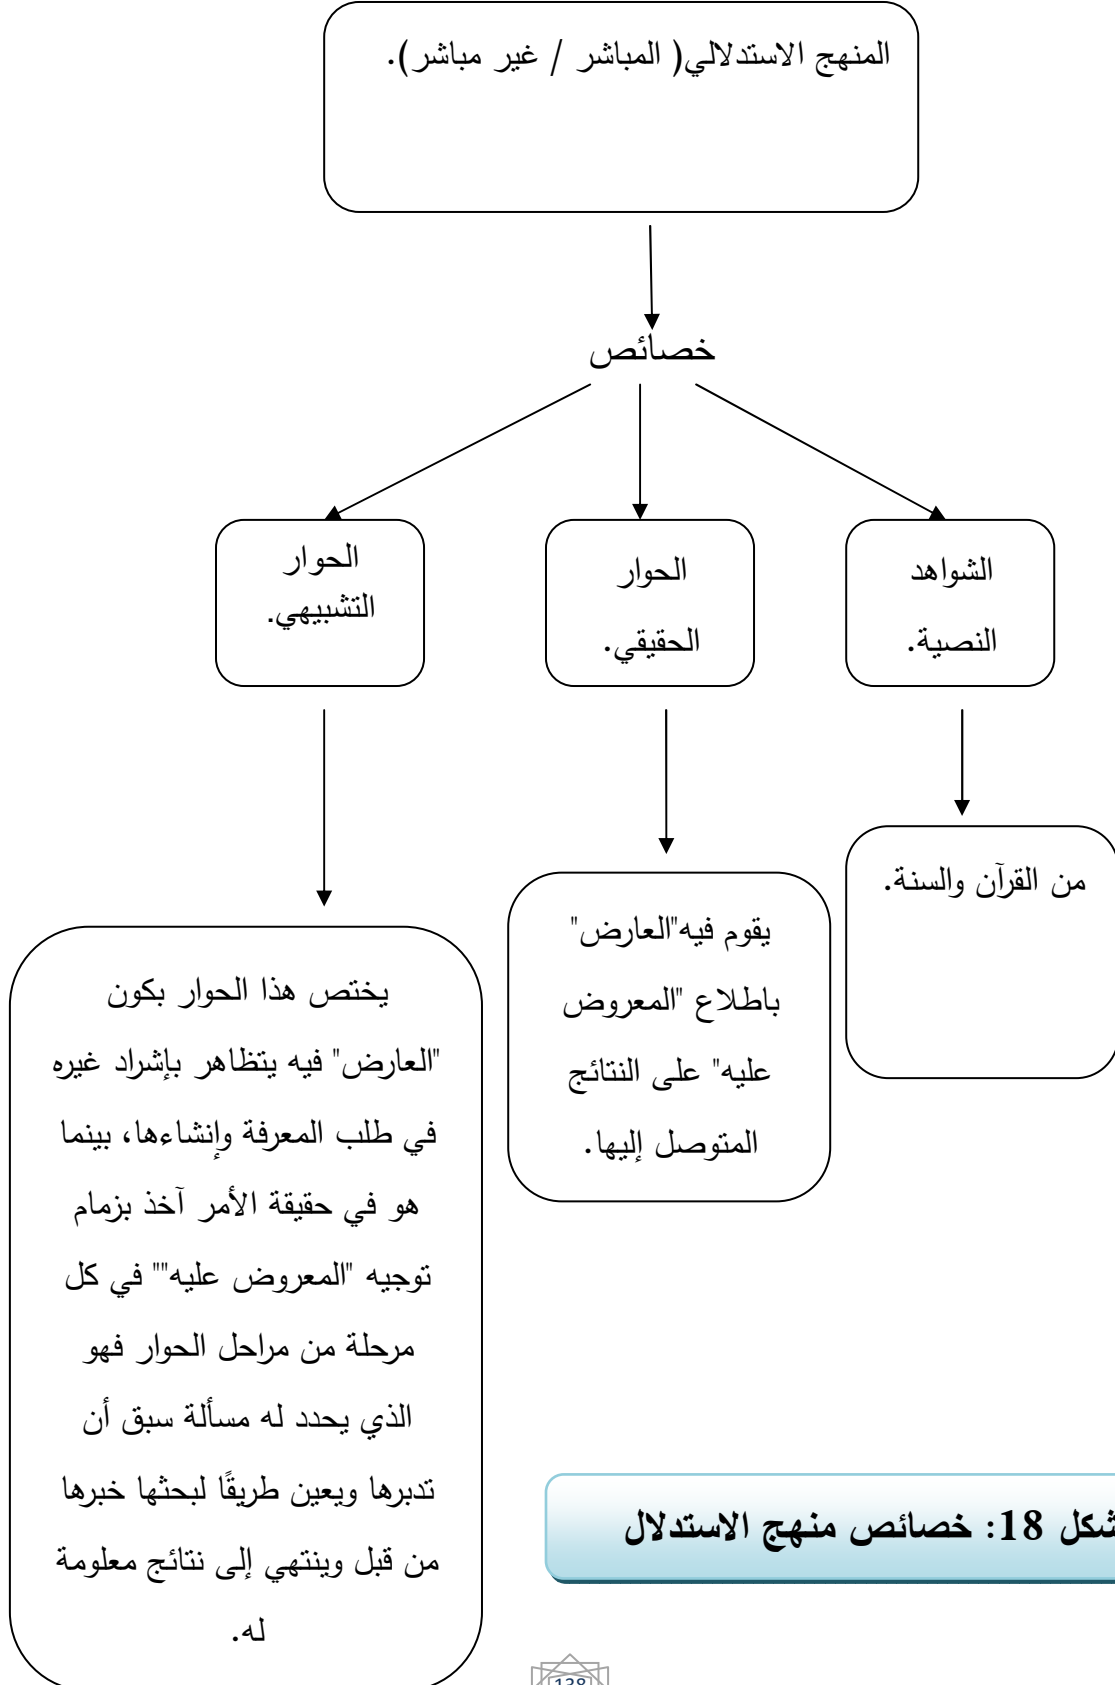 المنهج الاستدلالي( المباشر / غير مباشر).
خصائص
الشواهد
النصية.
الحوار
الحقيقي.
الحوار
التشبيهي.
من القرآن والسنة.
يقوم فيه"العارض"
باطلاع "المعروض
عليه" على النتائج
المتوصل إليها.
يختص هذا الحوار بكون
"العارض" فيه يتظاهر بإشراد غيره
في طلب المعرفة وإنشاءها، بينما
هو في حقيقة الأمر آخذ بزمام
توجيه "المعروض عليه"" في كل
مرحلة من مراحل الحوار فهو
الذي يحدد له مسألة سبق أن
تدبرها ويعين طريقًا لبحثها خبرها
من قبل وينتهي إلى نتائج معلومة
له.
شكل 18: خصائص منهج الاستدلال
138